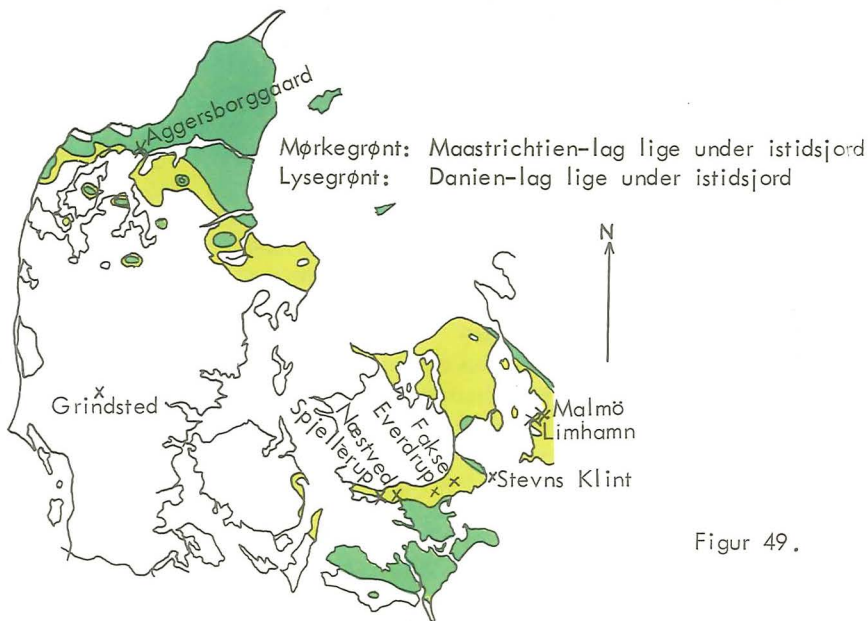 Aggersborggaard
Mørkegrønt: Maastrichtien-lag lige under istidsjord
Lysegrønt: Danien-lag lige under istidsjord
N
Grindsted
Spjellerup
Næstved
Everdrup
Fakse
Malmö
Limhamn
Stevns Klint
Figur 49.